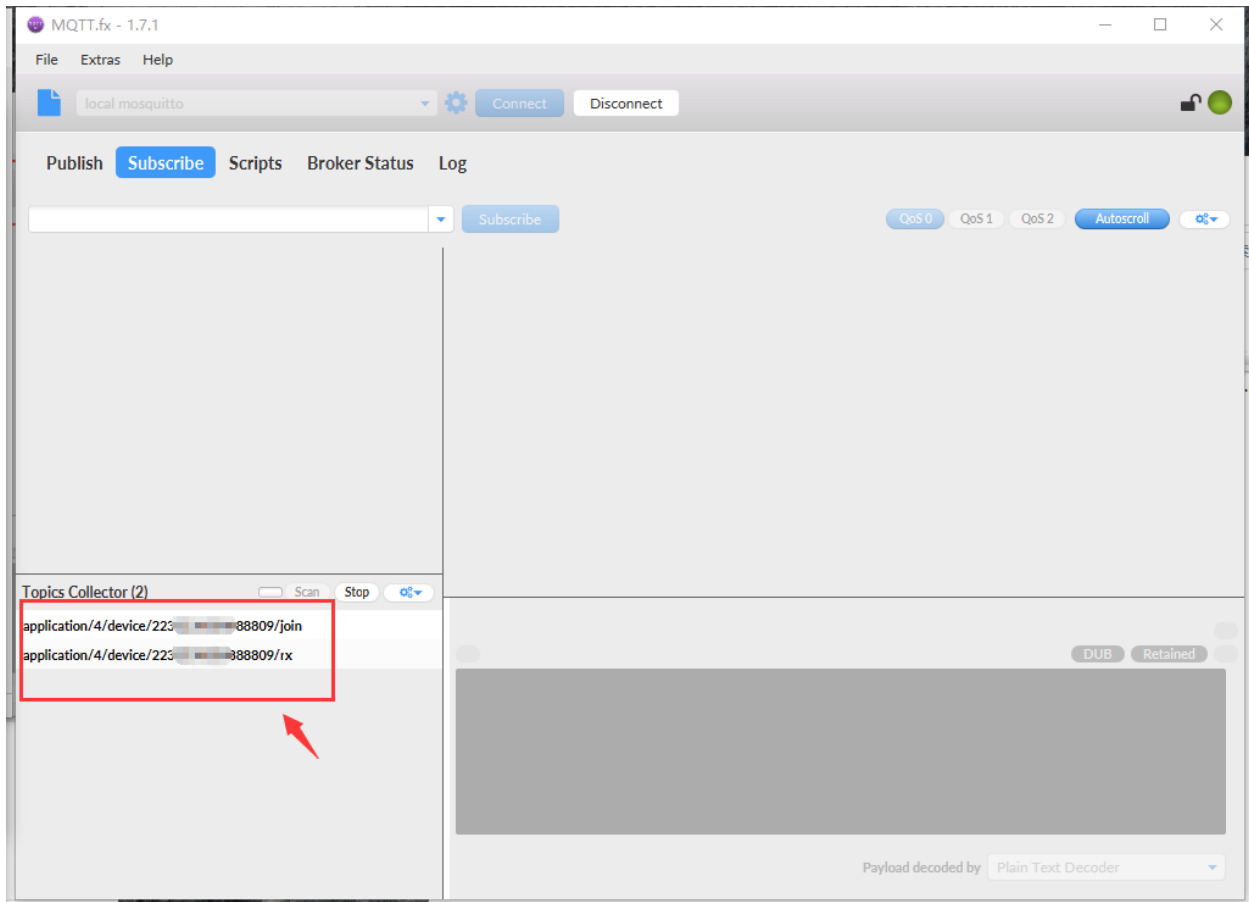 MQTT.fx - 1.7.1
File Extras Help
local mosquitto Connect Disconnect
Publish Subscribe Scripts Broker Status Log
Subscribe QoS 0 QoS 1 QoS 2 Autoscroll
Topics Collector (2) Scan Stop
application/4/device/223 88809/join
application/4/device/223 888809/rx
DUB Retained
Payload decoded by Plain Text Decoder